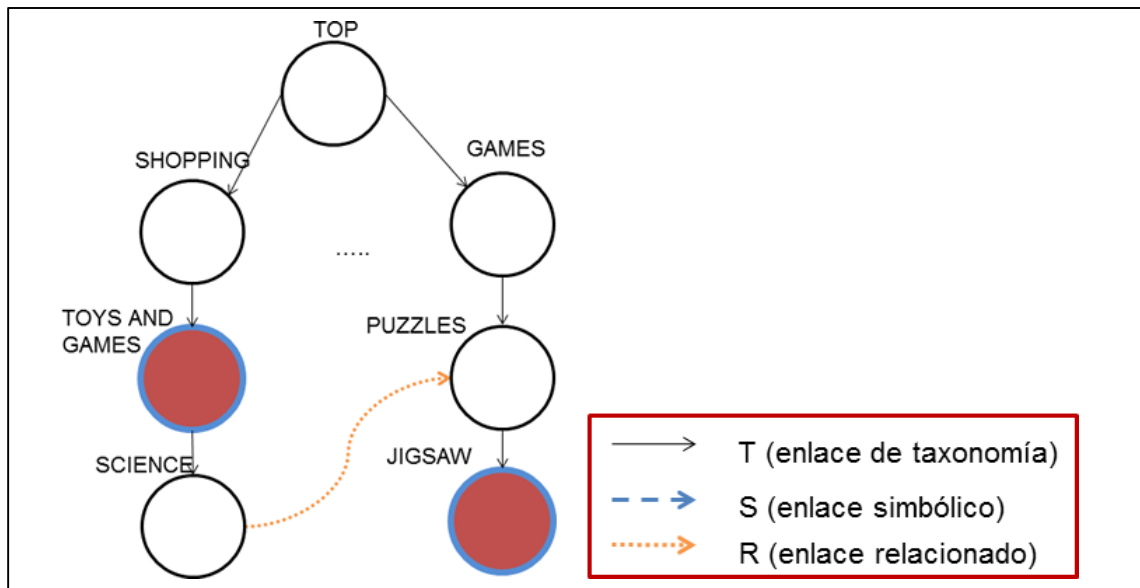 TOP
SHOPPING
GAMES
.....
TOYS AND
GAMES
PUZZLES
SCIENCE
JIGSAW
T (enlace de taxonomía)
S (enlace simbólico)
R (enlace relacionado)